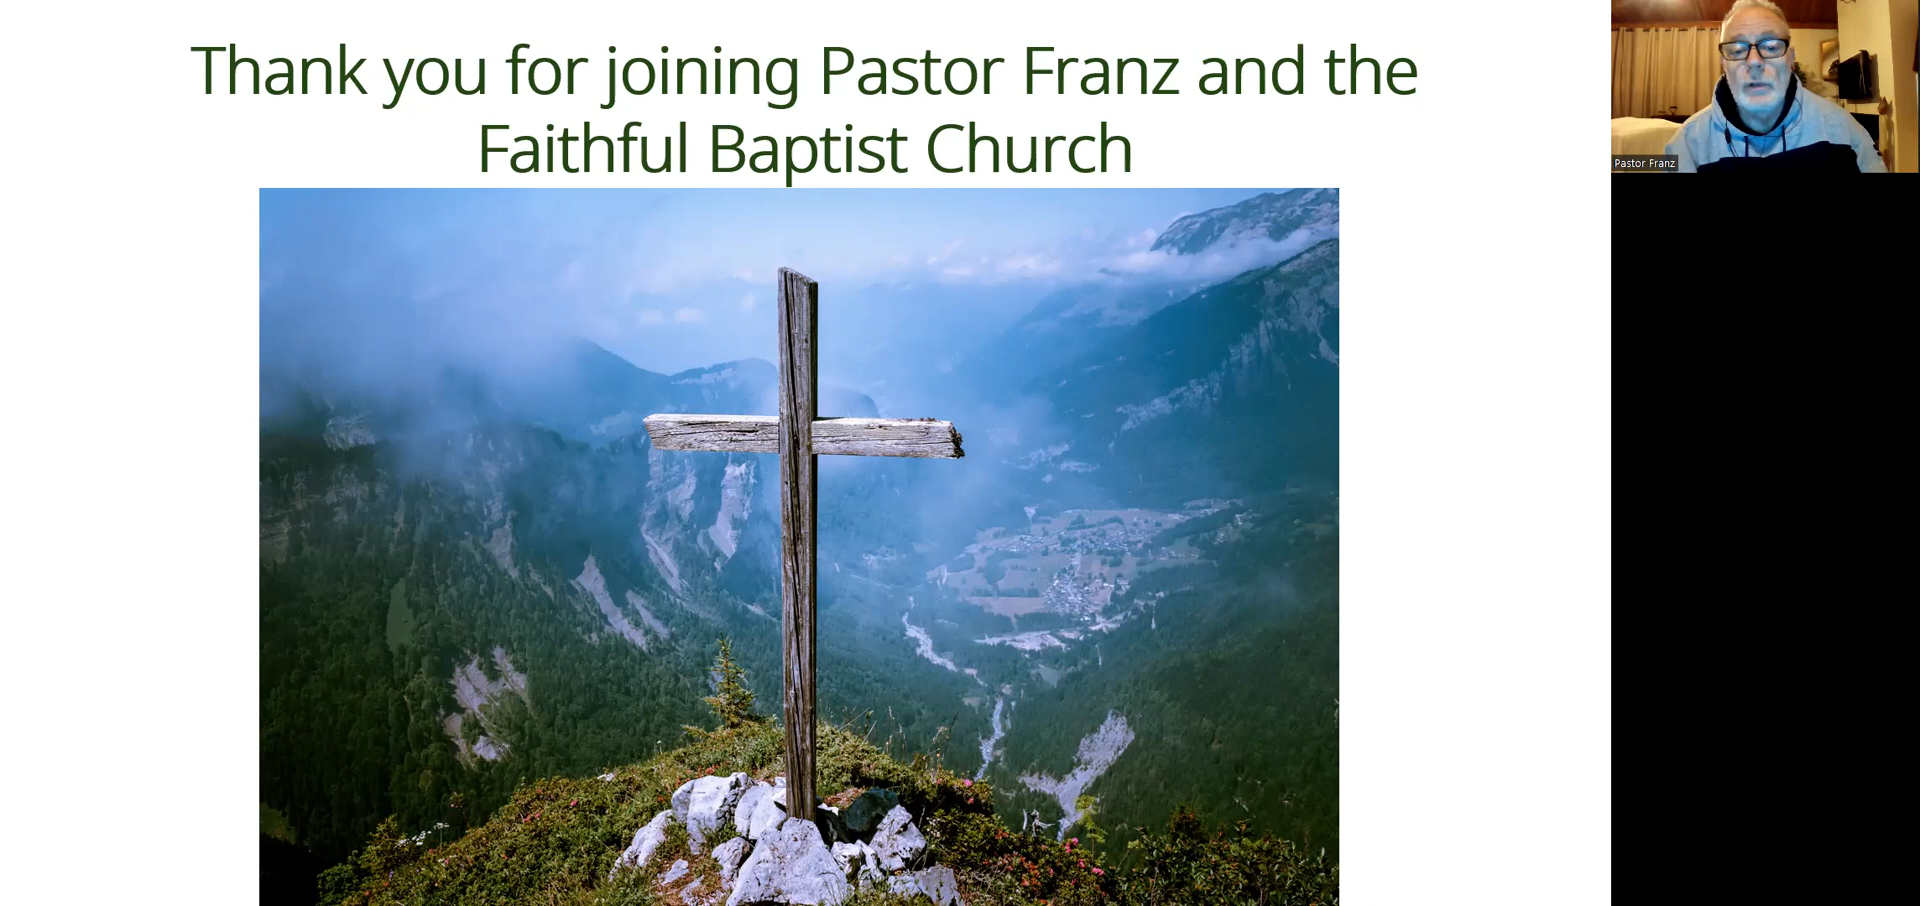 Thank you for joining Pastor Franz and the
Faithful Baptist Church
Pastor Franz